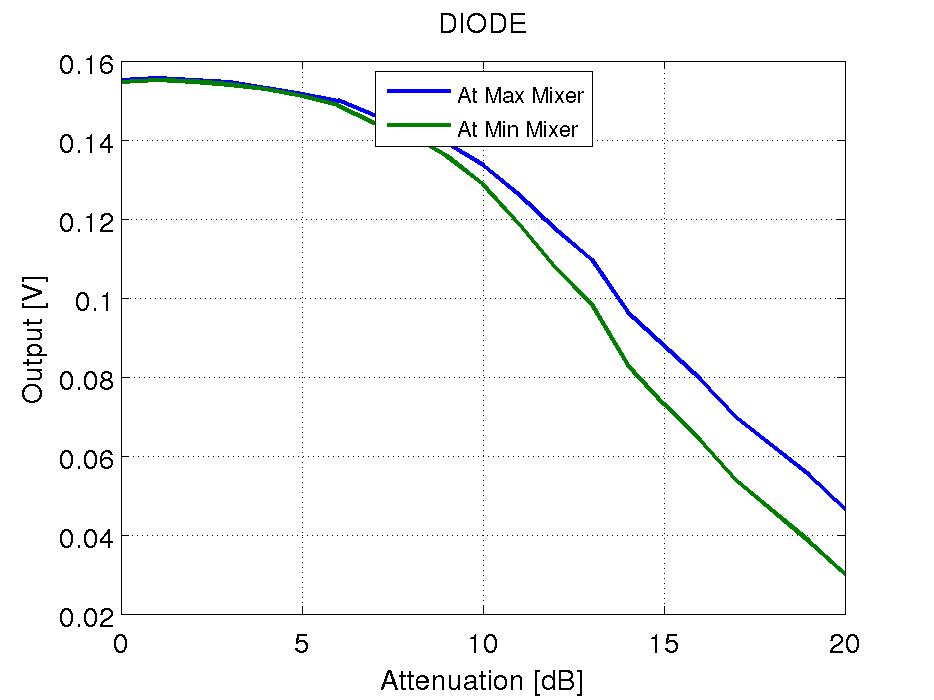 DIODE
0.16
0.14
0.12
0.1
0.08
0.06
0.04
0.02
Output [V]
At Max Mixer
At Min Mixer
0 5 10 15 20
Attenuation [dB]